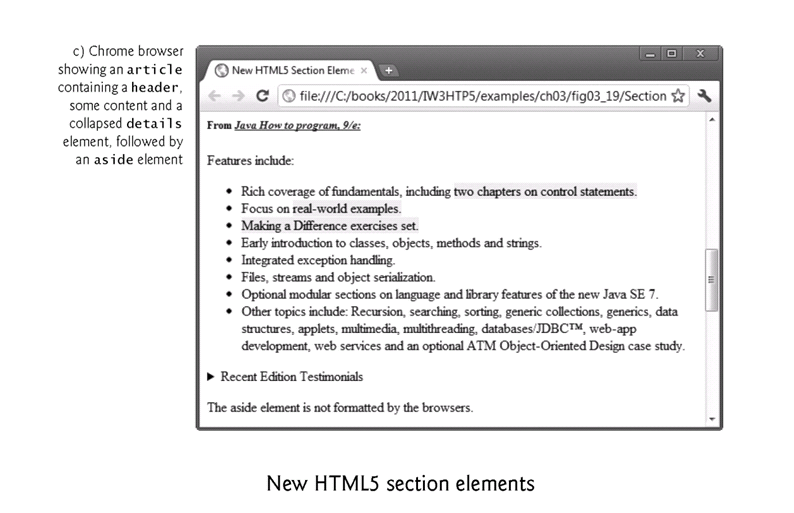 c) Chrome browser
showing an article
containing a header,
some content and a
collapsed details
element, followed by
an aside element
New HTML5 Section Eleme
file:///C:/books/2011/IW3HTP5/examples/ch03/fig03_19/Section
From Java How to program, 9/e:
Features include:
• Rich coverage of fundamentals, including two chapters on control statements.
• Focus on real-world examples.
• Making a Difference exercises set.
• Early introduction to classes, objects, methods and strings.
• Integrated exception handling.
• Files, streams and object serialization.
• Optional modular sections on language and library features of the new Java SE 7.
• Other topics include: Recursion, searching, sorting, generic collections, generics, data
structures, applets, multimedia, multithreading, databases/JDBC™, web-app
development, web services and an optional ATM Object-Oriented Design case study.
▶ Recent Edition Testimonials
The aside element is not formatted by the browsers.
New HTML5 section elements